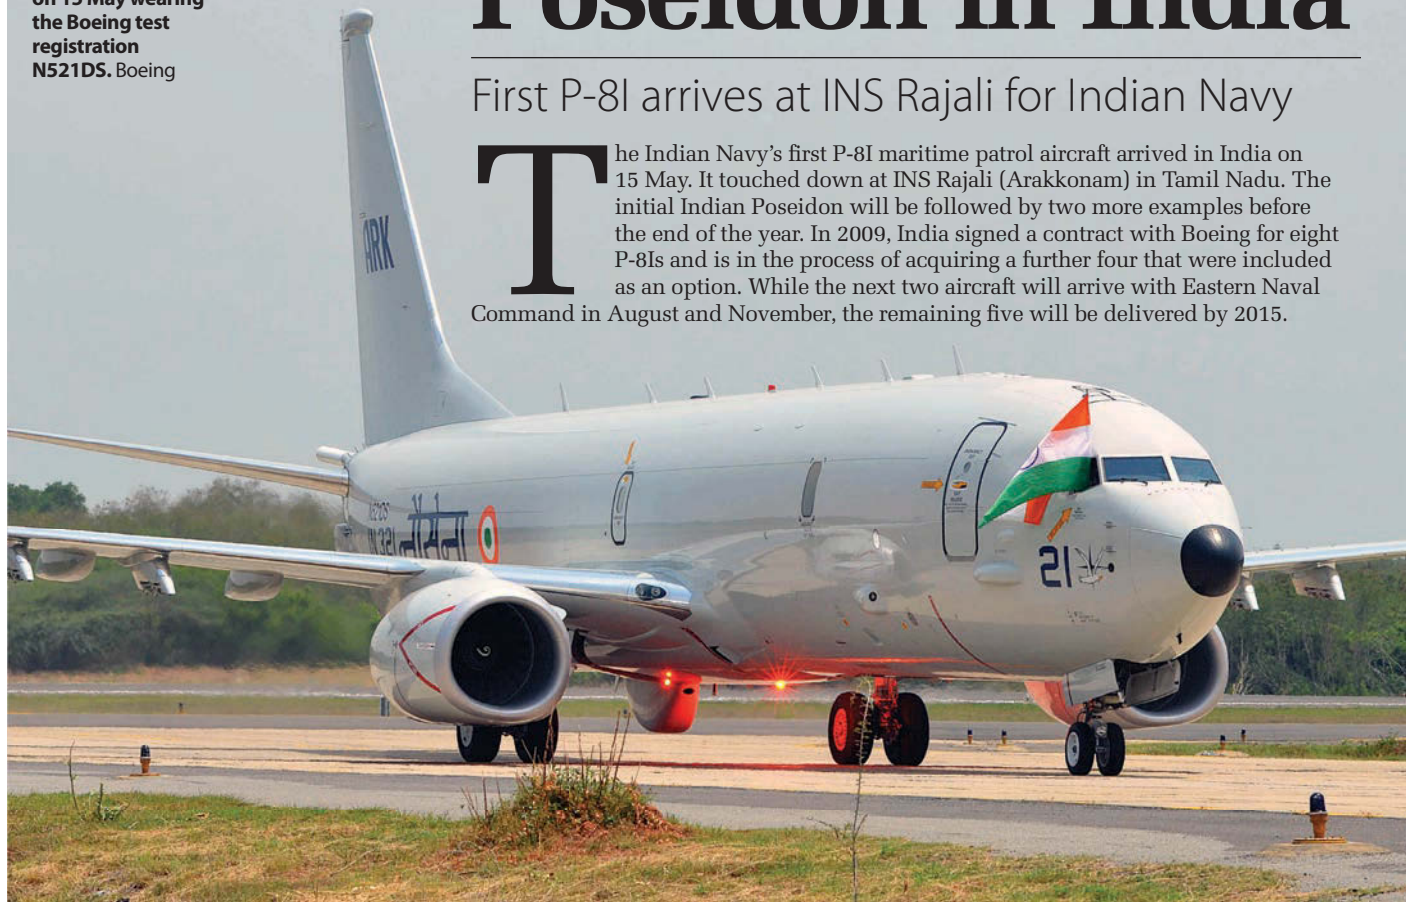 on 15 May wearing
the Boeing test
registration
N521DS. Boeing
Poseidon in India
First P-8I arrives at INS Rajali for Indian Navy
The Indian Navy’s first P-8I maritime patrol aircraft arrived in India on
15 May. It touched down at INS Rajali (Arakkonam) in Tamil Nadu. The
initial Indian Poseidon will be followed by two more examples before
the end of the year. In 2009, India signed a contract with Boeing for eight
P-8Is and is in the process of acquiring a further four that were included
as an option. While the next two aircraft will arrive with Eastern Naval
Command in August and November, the remaining five will be delivered by 2015.
ARK
IN321
नौसेना
21